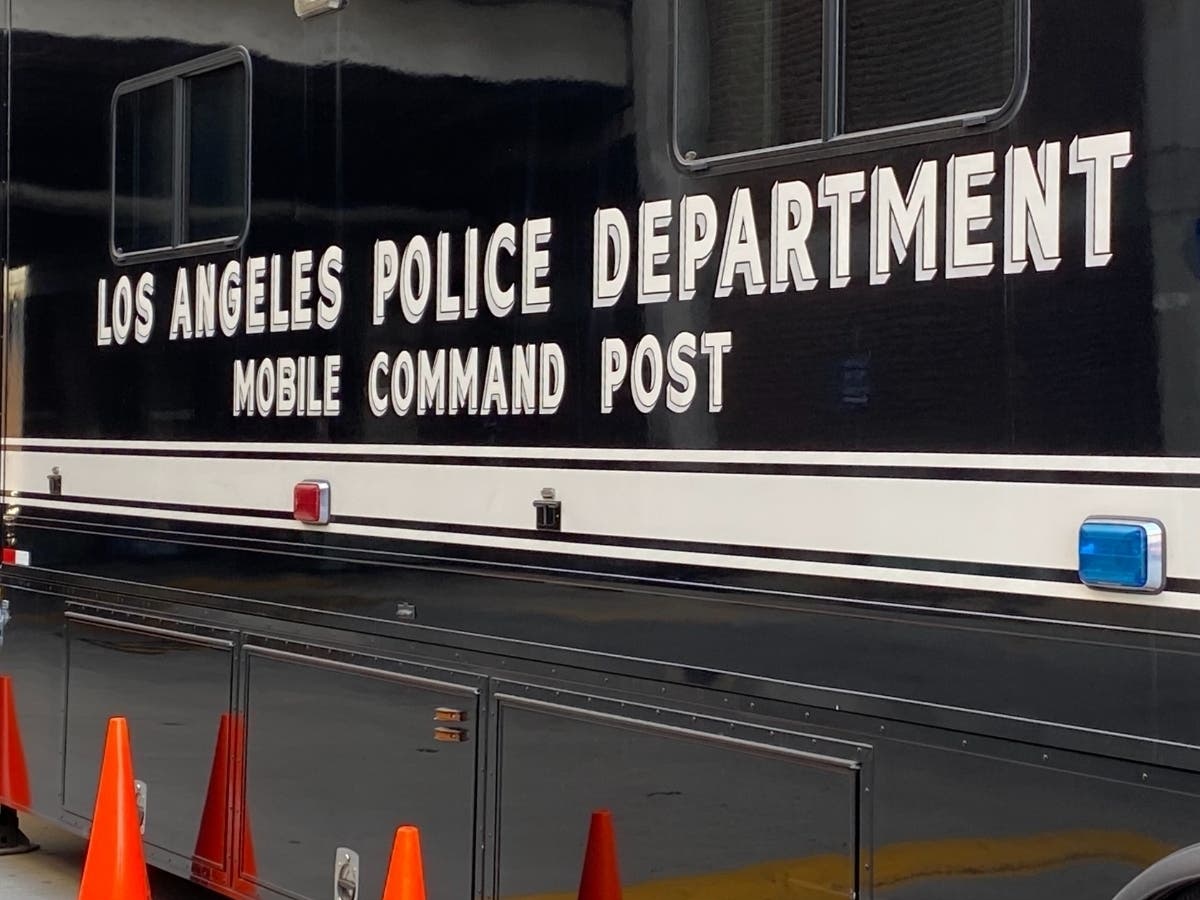 LOS ANGELES POLICE DEPARTMENT
MOBILE COMMAND POST